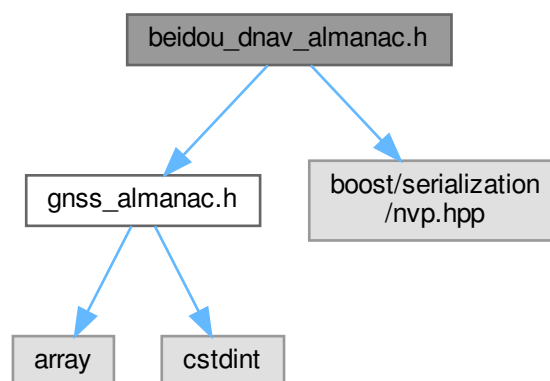 beidou_dnav_almanac.h
gnss_almanac.h
boost/serialization
/nvp.hpp
array
cstdint